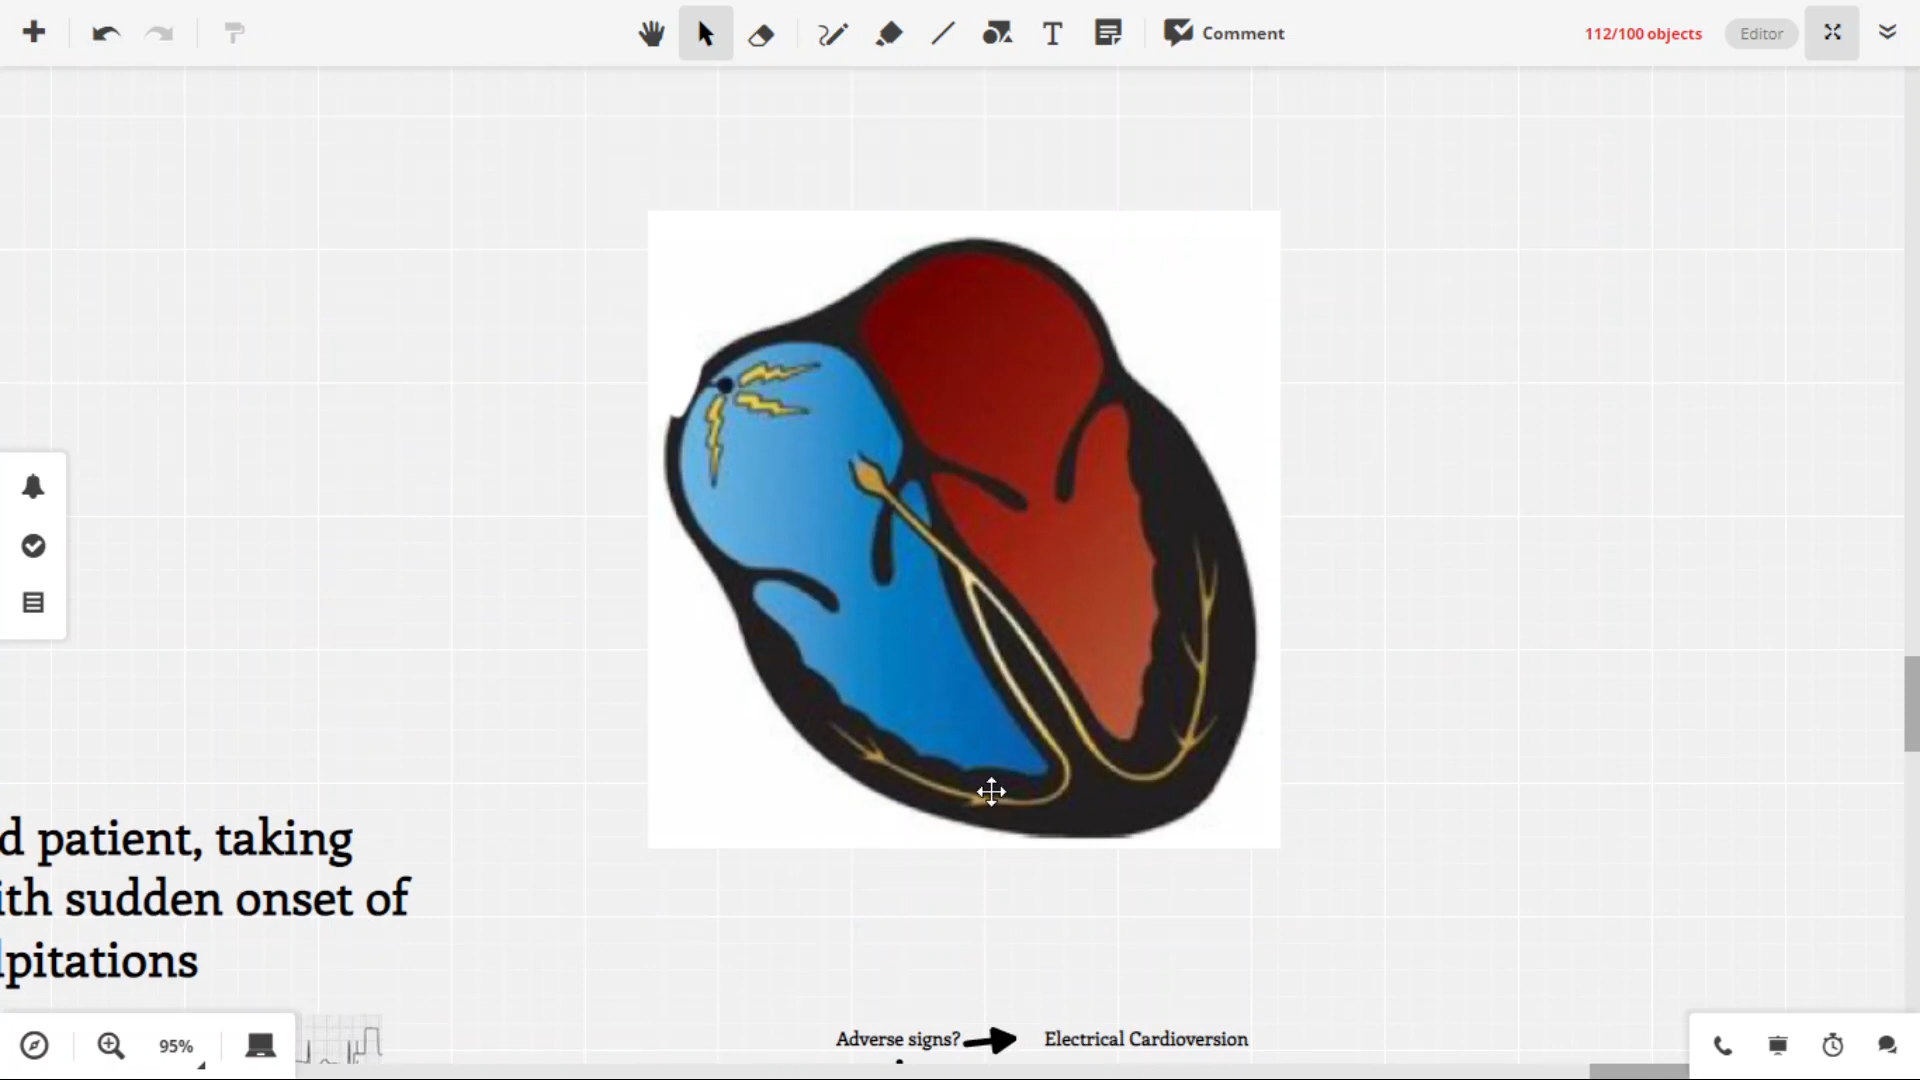 Comment
112/100 objects
Editor
d patient, taking
ith sudden onset of
lpitations
95%
Adverse signs?
Electrical Cardioversion